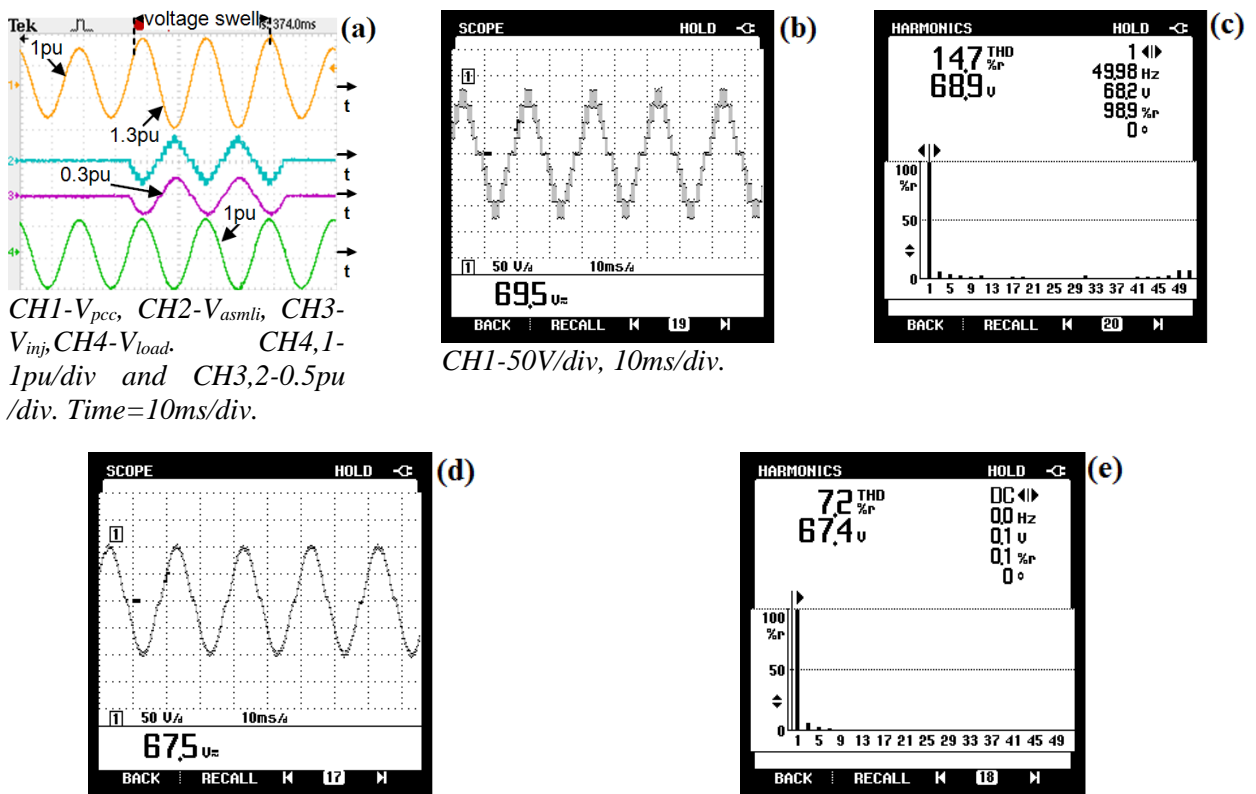 Tek
voltage swell
374.0ms
(a)
1pu
1
t
1.3pu
2
t
0.3pu
3
t
1pu
4
t
CH1-Vpcc, CH2-Vasmli, CH3-
Vinj,CH4-Vload. CH4,1-
1pu/div and CH3,2-0.5pu
/div. Time=10ms/div.
SCOPE HOLD
(b)
1
1 50 V/d 10ms/d
69.5 V≂
BACK RECALL 19
CH1-50V/div, 10ms/div.
HARMONICS HOLD
(c)
14.7 THD %r
68.9 V
1
49.98 Hz
68.2 V
98.9 %r
0 °
100
%r
50
0
1 5 9 13 17 21 25 29 33 37 41 45 49
BACK RECALL 20
SCOPE HOLD
(d)
1
1 50 V/d 10ms/d
67.5 V≂
BACK RECALL 17
HARMONICS HOLD
(e)
7.2 THD %r
67.4 V
DC
0.0 Hz
0.1 V
0.1 %r
0 °
100
%r
50
0
1 5 9 13 17 21 25 29 33 37 41 45 49
BACK RECALL 18